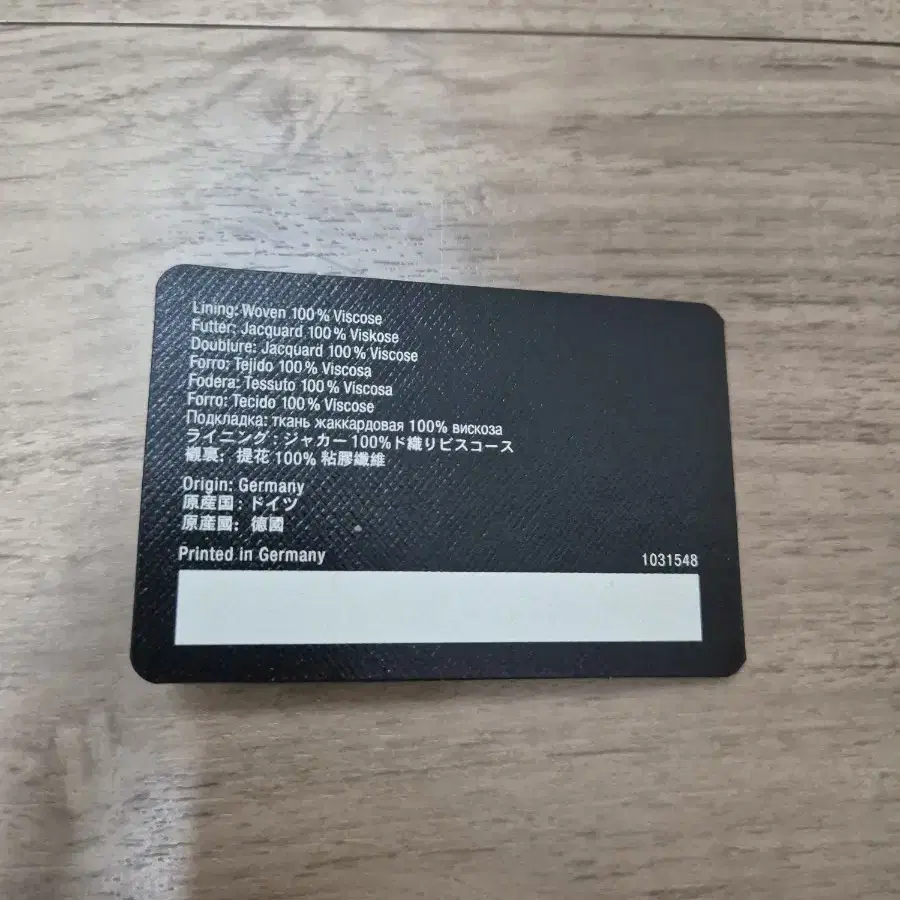 Lining: Woven 100 % Viscose
Futter: Jacquard 100 % Viskose
Doublure: Jacquard 100 % Viscose
Forro: Tejido 100 % Viscosa
Fodera: Tessuto 100 % Viscosa
Forro: Tecido 100 % Viscose
Подкладка: ткань жаккардовая 100% вискоза
ライニング : ジャカー 100%ド織りビスコース
襯裏: 提花 100% 粘膠纖維
Origin: Germany
原産国 : ドイツ
原産國: 德國
Printed in Germany
1031548